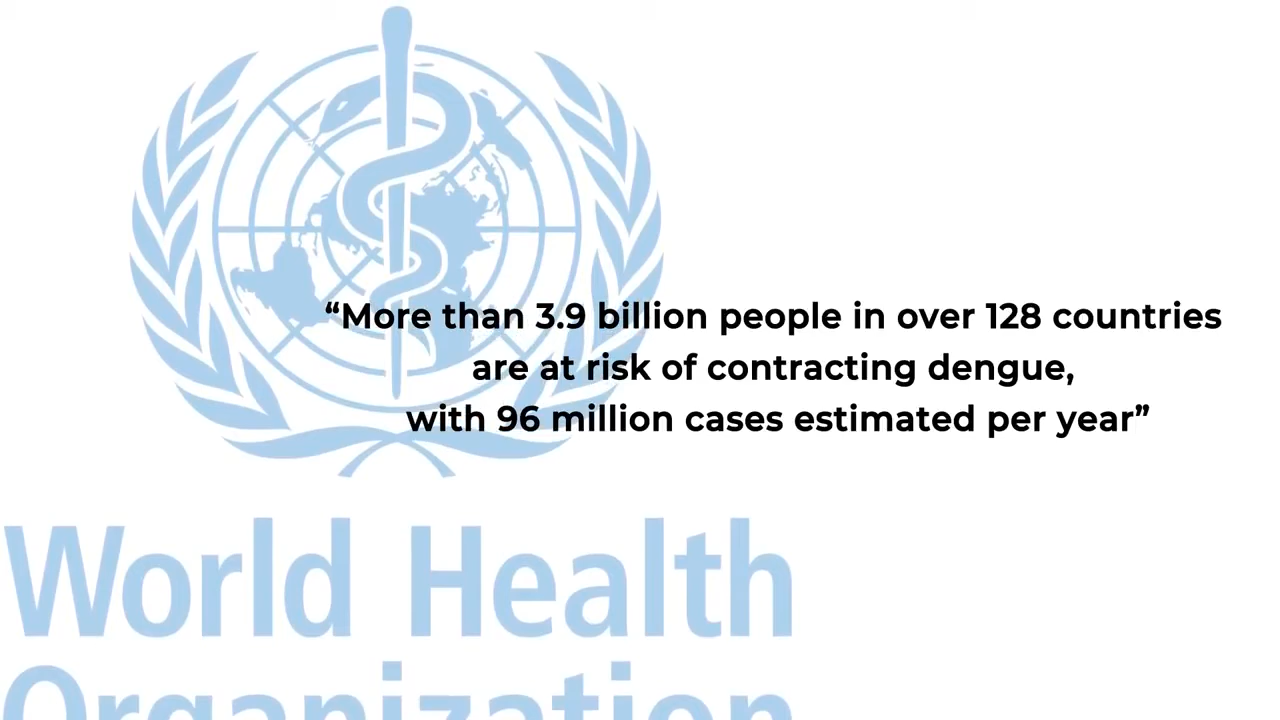 “More than 3.9 billion people in over 128 countries
are at risk of contracting dengue,
with 96 million cases estimated per year”
World Health
Organization